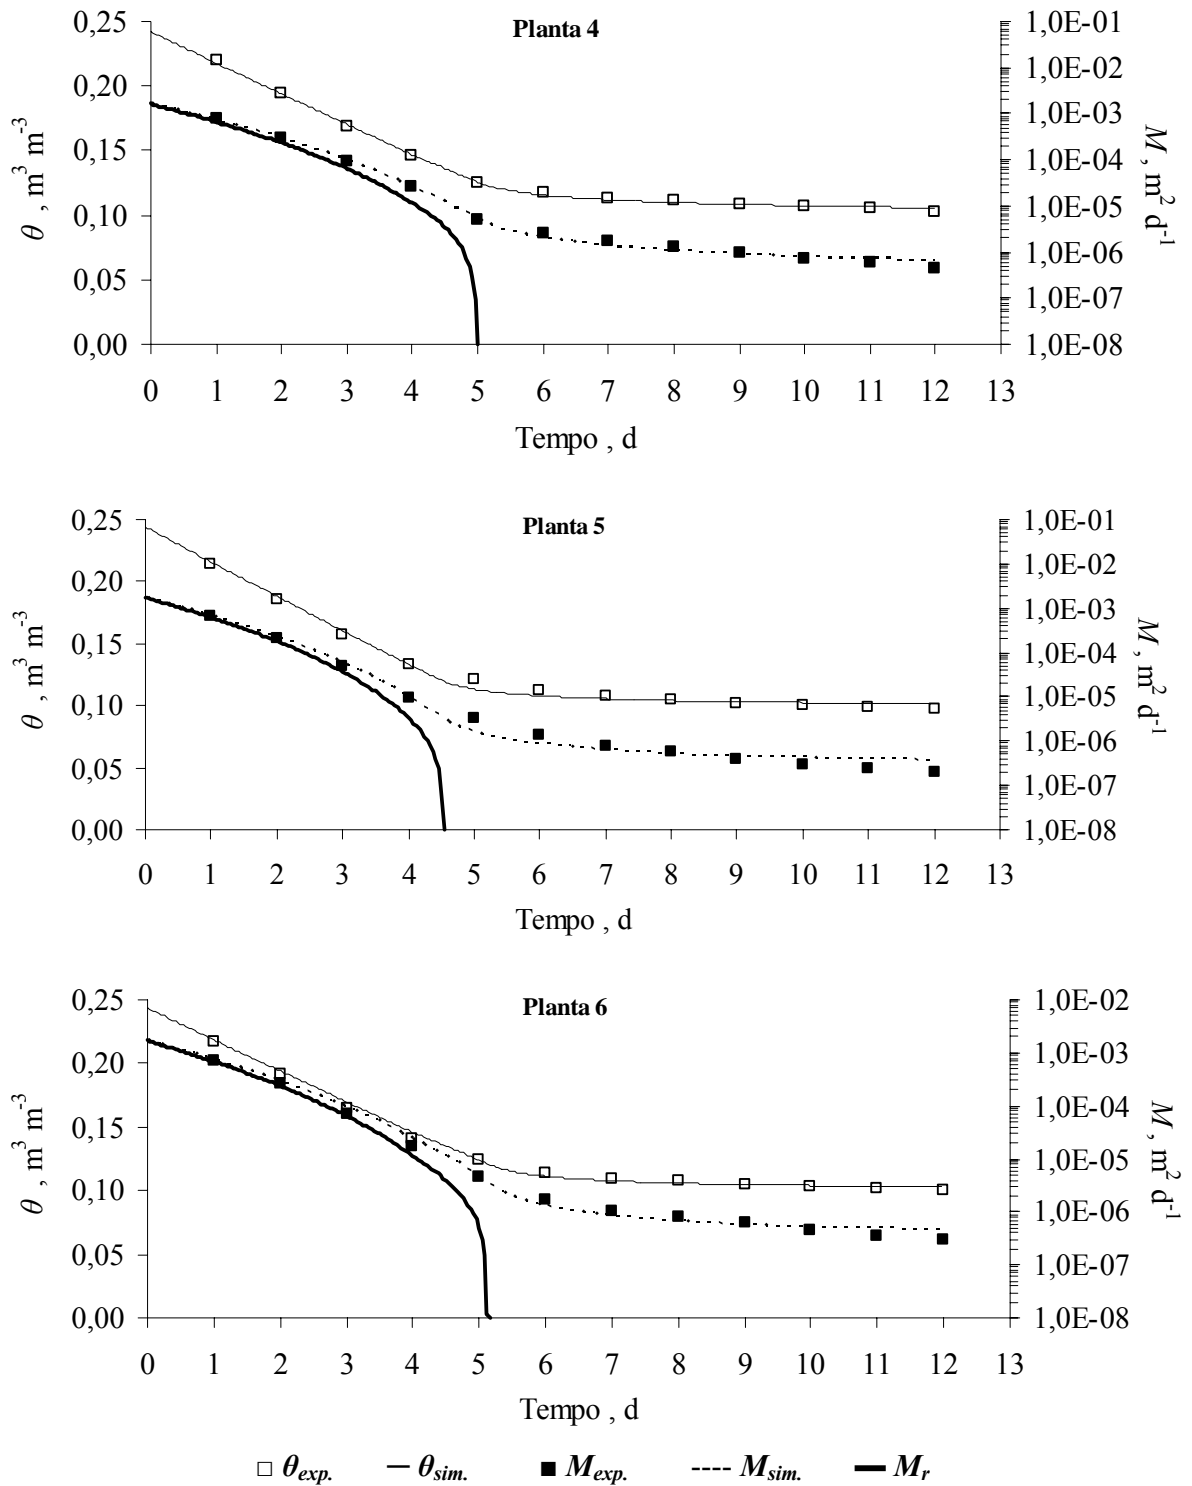 Planta 4
0,25 1,0E-01
0,20 1,0E-02
0,15 1,0E-03
0,10 1,0E-04
0,05 1,0E-05
0,00 1,0E-06
1,0E-07
1,0E-08
θ , m³ m⁻³
M , m² d⁻¹
0 1 2 3 4 5 6 7 8 9 10 11 12 13
Tempo , d
Planta 5
0,25 1,0E-01
0,20 1,0E-02
0,15 1,0E-03
0,10 1,0E-04
0,05 1,0E-05
0,00 1,0E-06
1,0E-07
1,0E-08
θ , m³ m⁻³
M , m² d⁻¹
0 1 2 3 4 5 6 7 8 9 10 11 12 13
Tempo , d
Planta 6
0,25 1,0E-02
0,20 1,0E-03
0,15 1,0E-04
0,10 1,0E-05
0,05 1,0E-06
0,00 1,0E-07
1,0E-08
θ , m³ m⁻³
M , m² d⁻¹
0 1 2 3 4 5 6 7 8 9 10 11 12 13
Tempo , d
θexp. θsim. Mexp. Msim. Mr